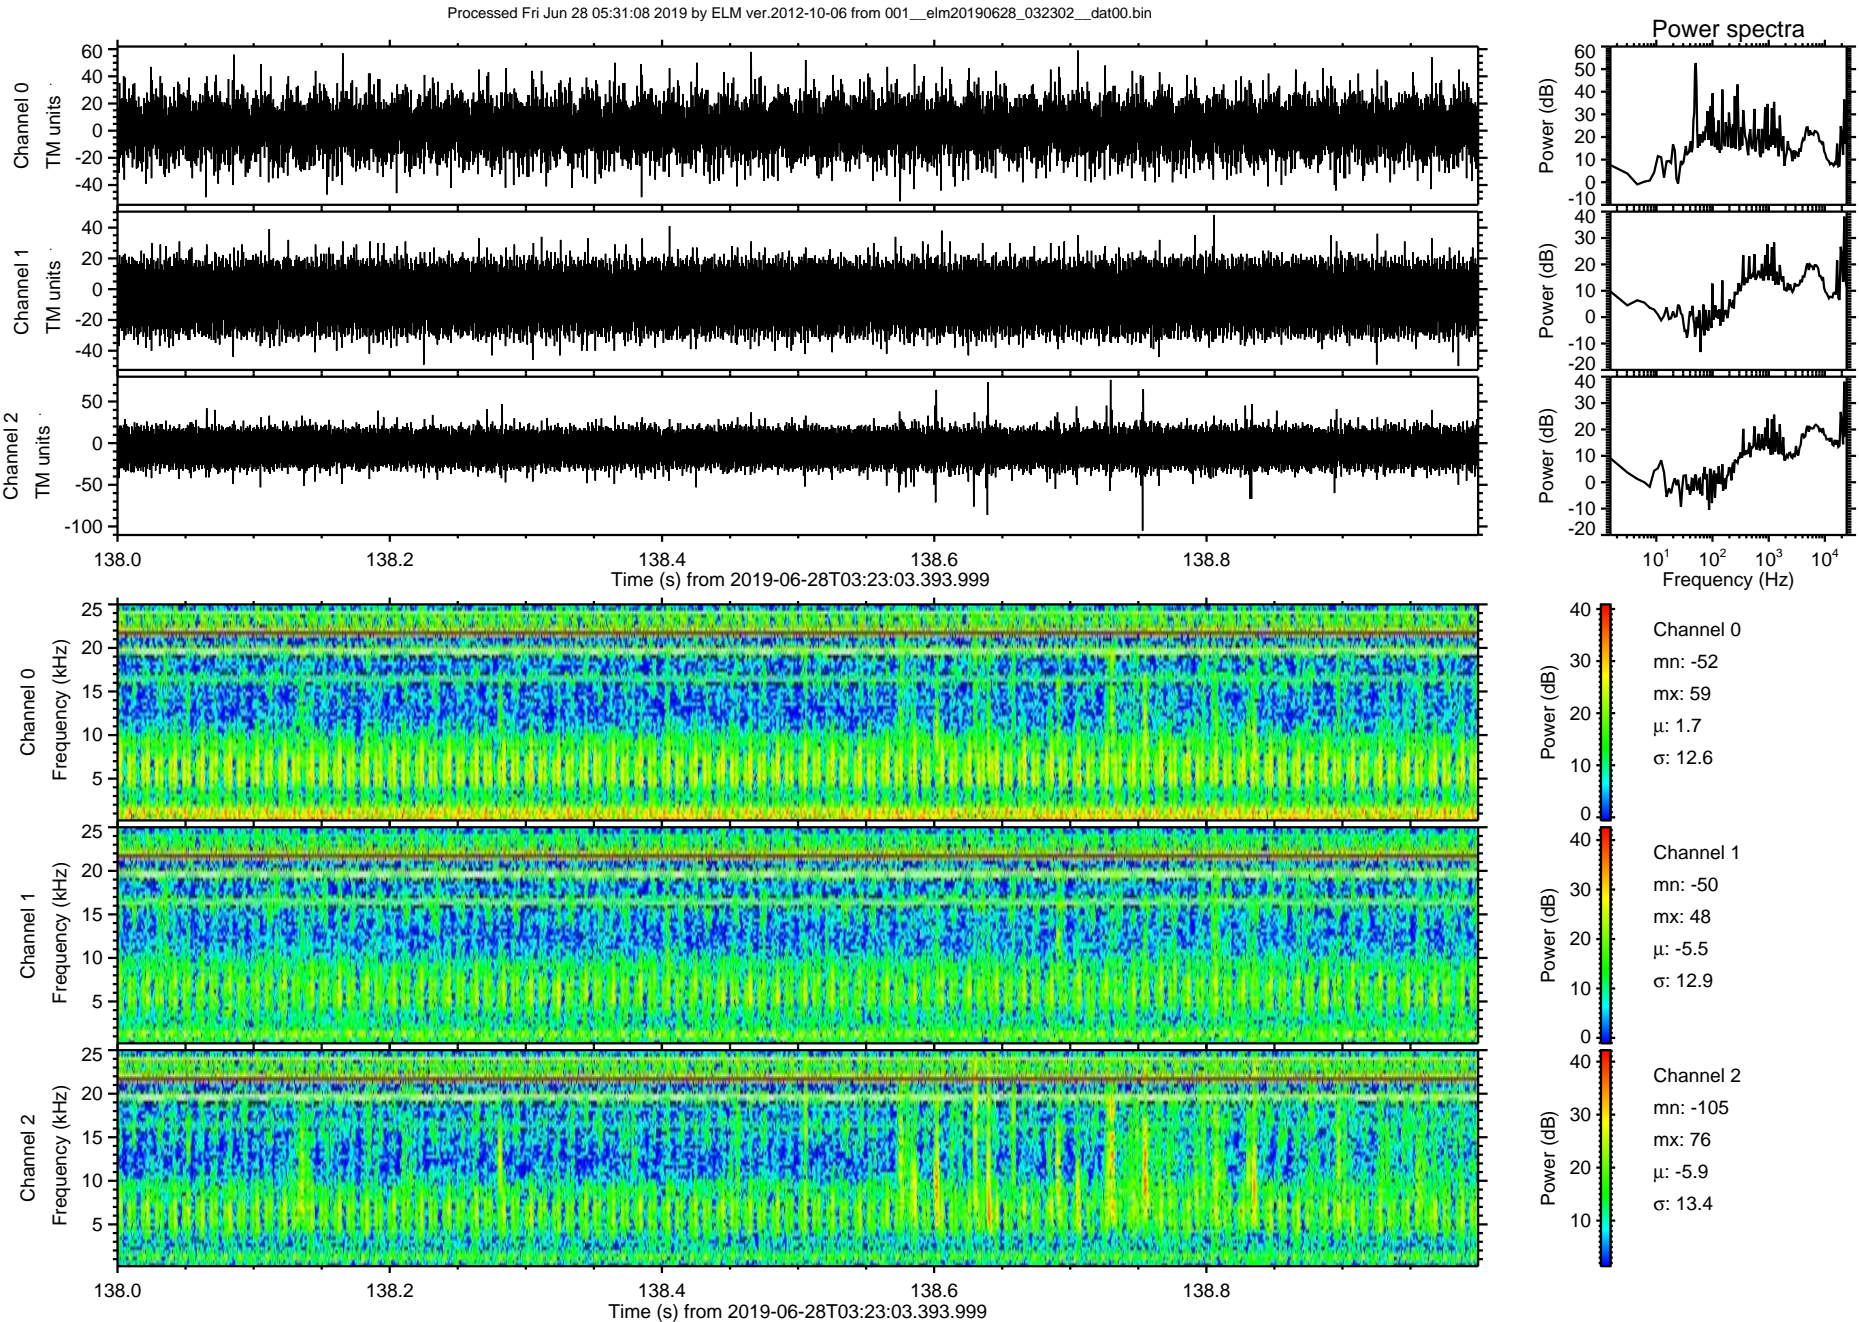 Processed Fri Jun 28 05:31:08 2019 by ELM ver.2012-10-06 from 001__elm20190628_032302__dat00.bin
Power spectra
Channel 0
TM units
60
40
20
0
-20
-40
Power (dB)
60
50
40
30
20
10
0
-10
Channel 1
TM units
40
20
0
-20
-40
Power (dB)
40
30
20
10
0
-10
-20
Channel 2
TM units
50
0
-50
-100
Power (dB)
40
30
20
10
0
-10
-20
138.0 138.2 138.4 138.6 138.8
Time (s) from 2019-06-28T03:23:03.393.999
10^1 10^2 10^3 10^4
Frequency (Hz)
Channel 0
Frequency (kHz)
25
20
15
10
5
Power (dB)
40
30
20
10
0
Channel 0
mn: -52
mx: 59
μ: 1.7
σ: 12.6
Channel 1
Frequency (kHz)
25
20
15
10
5
Power (dB)
40
30
20
10
0
Channel 1
mn: -50
mx: 48
μ: -5.5
σ: 12.9
Channel 2
Frequency (kHz)
25
20
15
10
5
Power (dB)
40
30
20
10
Channel 2
mn: -105
mx: 76
μ: -5.9
σ: 13.4
138.0 138.2 138.4 138.6 138.8
Time (s) from 2019-06-28T03:23:03.393.999